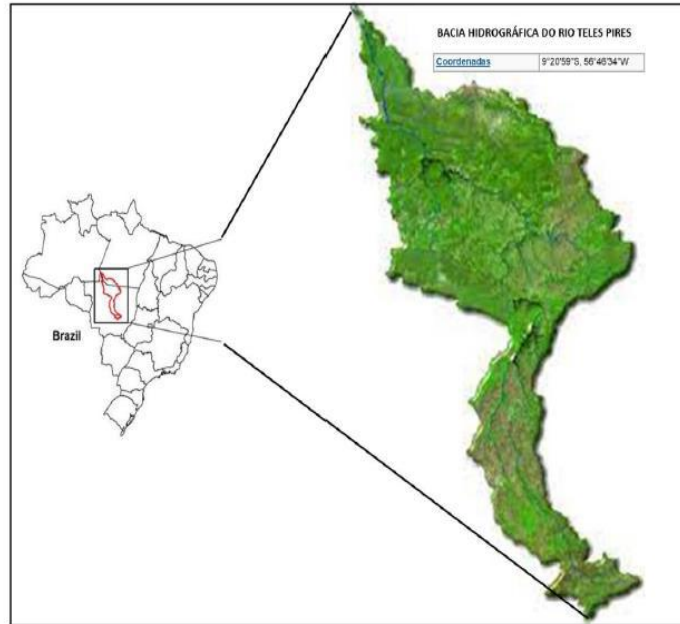 BACIA HIDROGRÁFICA DO RIO TELES PIRES
Coordenadas 9°20'59"S, 56°46'34"W
Brazil